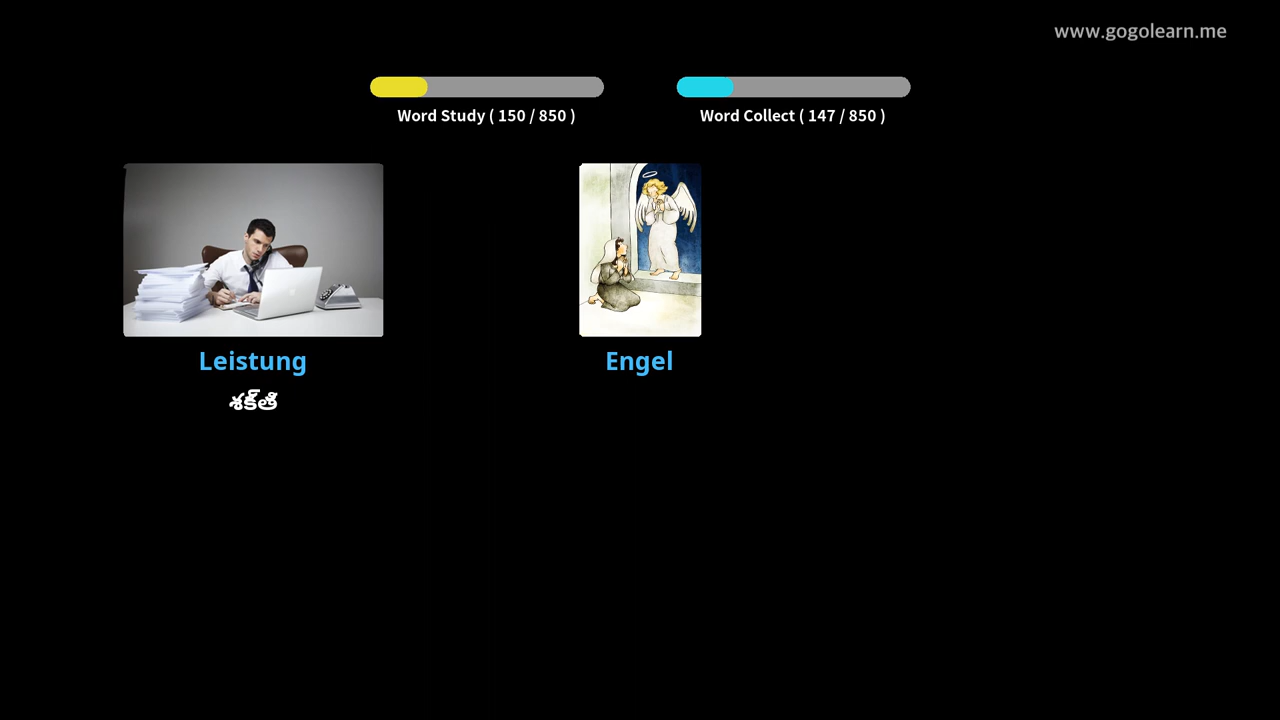 www.gogolearn.me
Word Study ( 150 / 850 )
Word Collect ( 147 / 850 )
Leistung
Engel
శక్తి